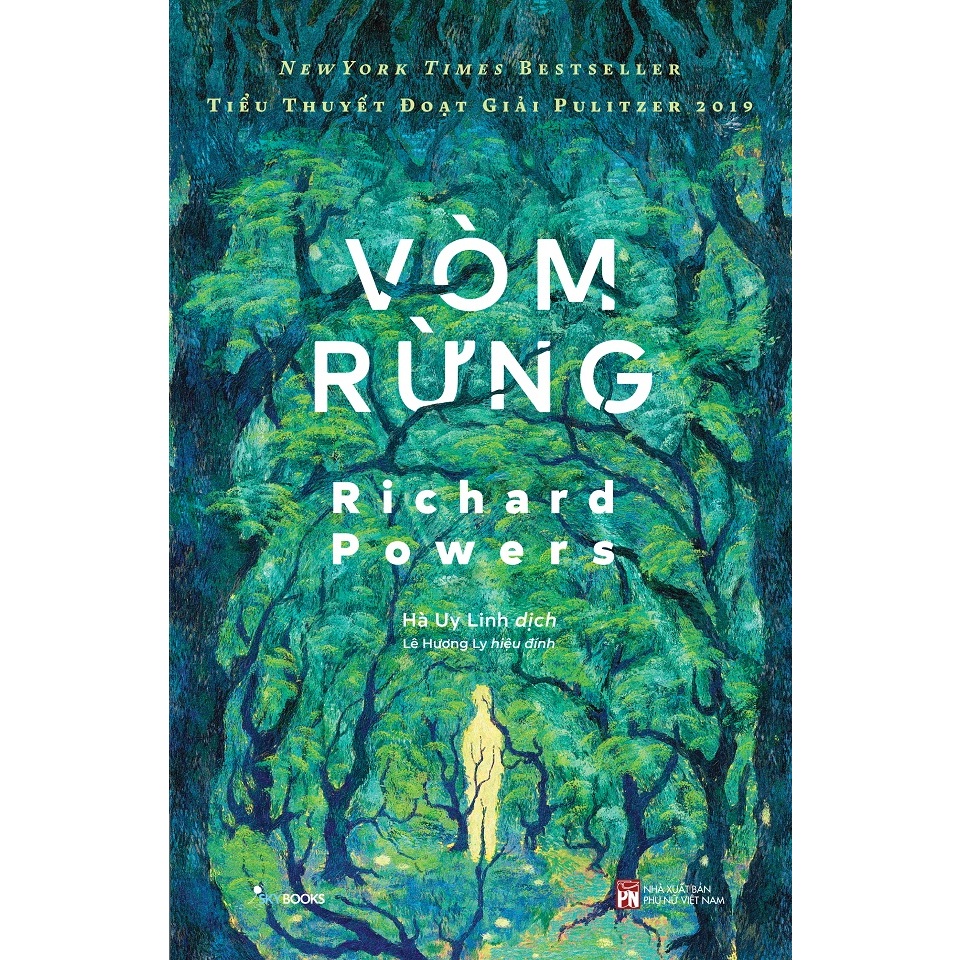 NEW YORK TIMES BESTSELLER
TIỂU THUYẾT ĐOẠT GIẢI PULITZER 2019
VÒM
RỪNG
Richard
Powers
Hà Uy Linh dịch
Lê Hương Ly hiệu đính
SKYBOOKS
PN
NHÀ XUẤT BẢN
PHỤ NỮ VIỆT NAM